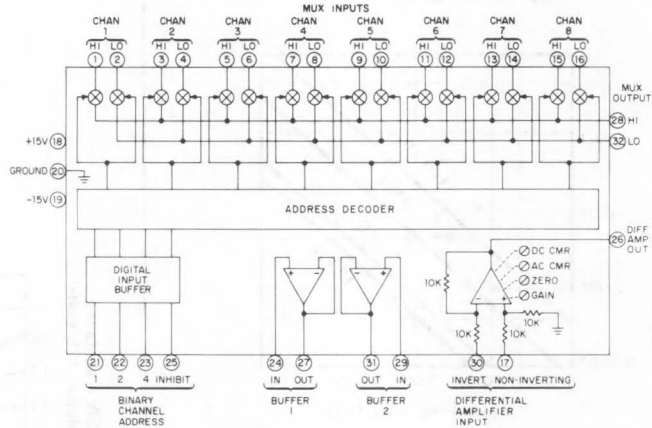 MUX INPUTS
CHAN 1 CHAN 2 CHAN 3 CHAN 4 CHAN 5 CHAN 6 CHAN 7 CHAN 8
HI LO HI LO HI LO HI LO HI LO HI LO HI LO HI LO
1 2 3 4 5 6 7 8 9 10 11 12 13 14 15 16
MUX OUTPUT
28 HI
+15V 18
32 LO
GROUND 20
-15V 19
ADDRESS DECODER
26 DIFF AMP OUT
DIGITAL INPUT BUFFER
+ -
+ -
DC CMR
AC CMR
ZERO
GAIN
10K
- +
10K
10K
10K
21 22 23 25 24 27 31 29 30 17
1 2 4 INHIBIT IN OUT OUT IN INVERT. NON-INVERTING
BINARY CHANNEL ADDRESS
BUFFER 1
BUFFER 2
DIFFERENTIAL AMPLIFIER INPUT